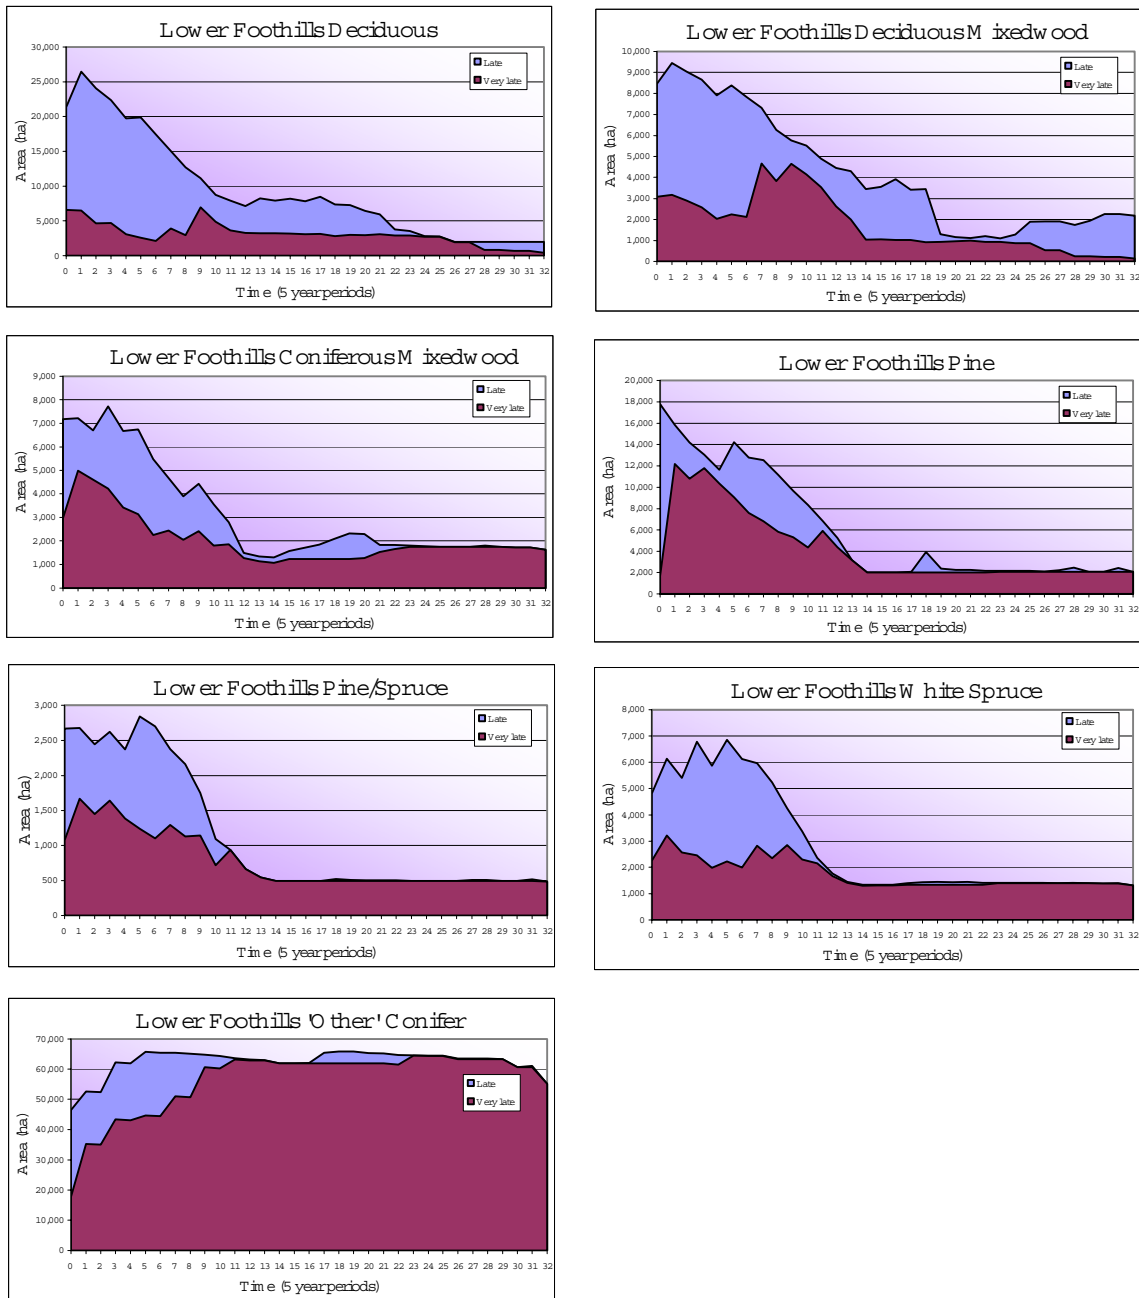 Lower Foothills Deciduous
30,000
25,000
20,000
15,000
10,000
5,000
0
Area (ha)
Late
Very late
0 1 2 3 4 5 6 7 8 9 10 11 12 13 14 15 16 17 18 19 20 21 22 23 24 25 26 27 28 29 30 31 32
Time (5 year periods)
Lower Foothills Deciduous Mixedwood
10,000
9,000
8,000
7,000
6,000
5,000
4,000
3,000
2,000
1,000
0
Area (ha)
Late
Very late
0 1 2 3 4 5 6 7 8 9 10 11 12 13 14 15 16 17 18 19 20 21 22 23 24 25 26 27 28 29 30 31 32
Time (5 year periods)
Lower Foothills Coniferous Mixedwood
9,000
8,000
7,000
6,000
5,000
4,000
3,000
2,000
1,000
0
Area (ha)
Late
Very late
0 1 2 3 4 5 6 7 8 9 10 11 12 13 14 15 16 17 18 19 20 21 22 23 24 25 26 27 28 29 30 31 32
Time (5 year periods)
Lower Foothills Pine
20,000
18,000
16,000
14,000
12,000
10,000
8,000
6,000
4,000
2,000
0
Area (ha)
Late
Very late
0 1 2 3 4 5 6 7 8 9 10 11 12 13 14 15 16 17 18 19 20 21 22 23 24 25 26 27 28 29 30 31 32
Time (5 year periods)
Lower Foothills Pine/Spruce
3,000
2,500
2,000
1,500
1,000
500
0
Area (ha)
Late
Very late
0 1 2 3 4 5 6 7 8 9 10 11 12 13 14 15 16 17 18 19 20 21 22 23 24 25 26 27 28 29 30 31 32
Time (5 year periods)
Lower Foothills White Spruce
8,000
7,000
6,000
5,000
4,000
3,000
2,000
1,000
0
Area (ha)
Late
Very late
0 1 2 3 4 5 6 7 8 9 10 11 12 13 14 15 16 17 18 19 20 21 22 23 24 25 26 27 28 29 30 31 32
Time (5 year periods)
Lower Foothills 'Other' Conifer
70,000
60,000
50,000
40,000
30,000
20,000
10,000
0
Area (ha)
Late
Very late
0 1 2 3 4 5 6 7 8 9 10 11 12 13 14 15 16 17 18 19 20 21 22 23 24 25 26 27 28 29 30 31 32
Time (5 year periods)